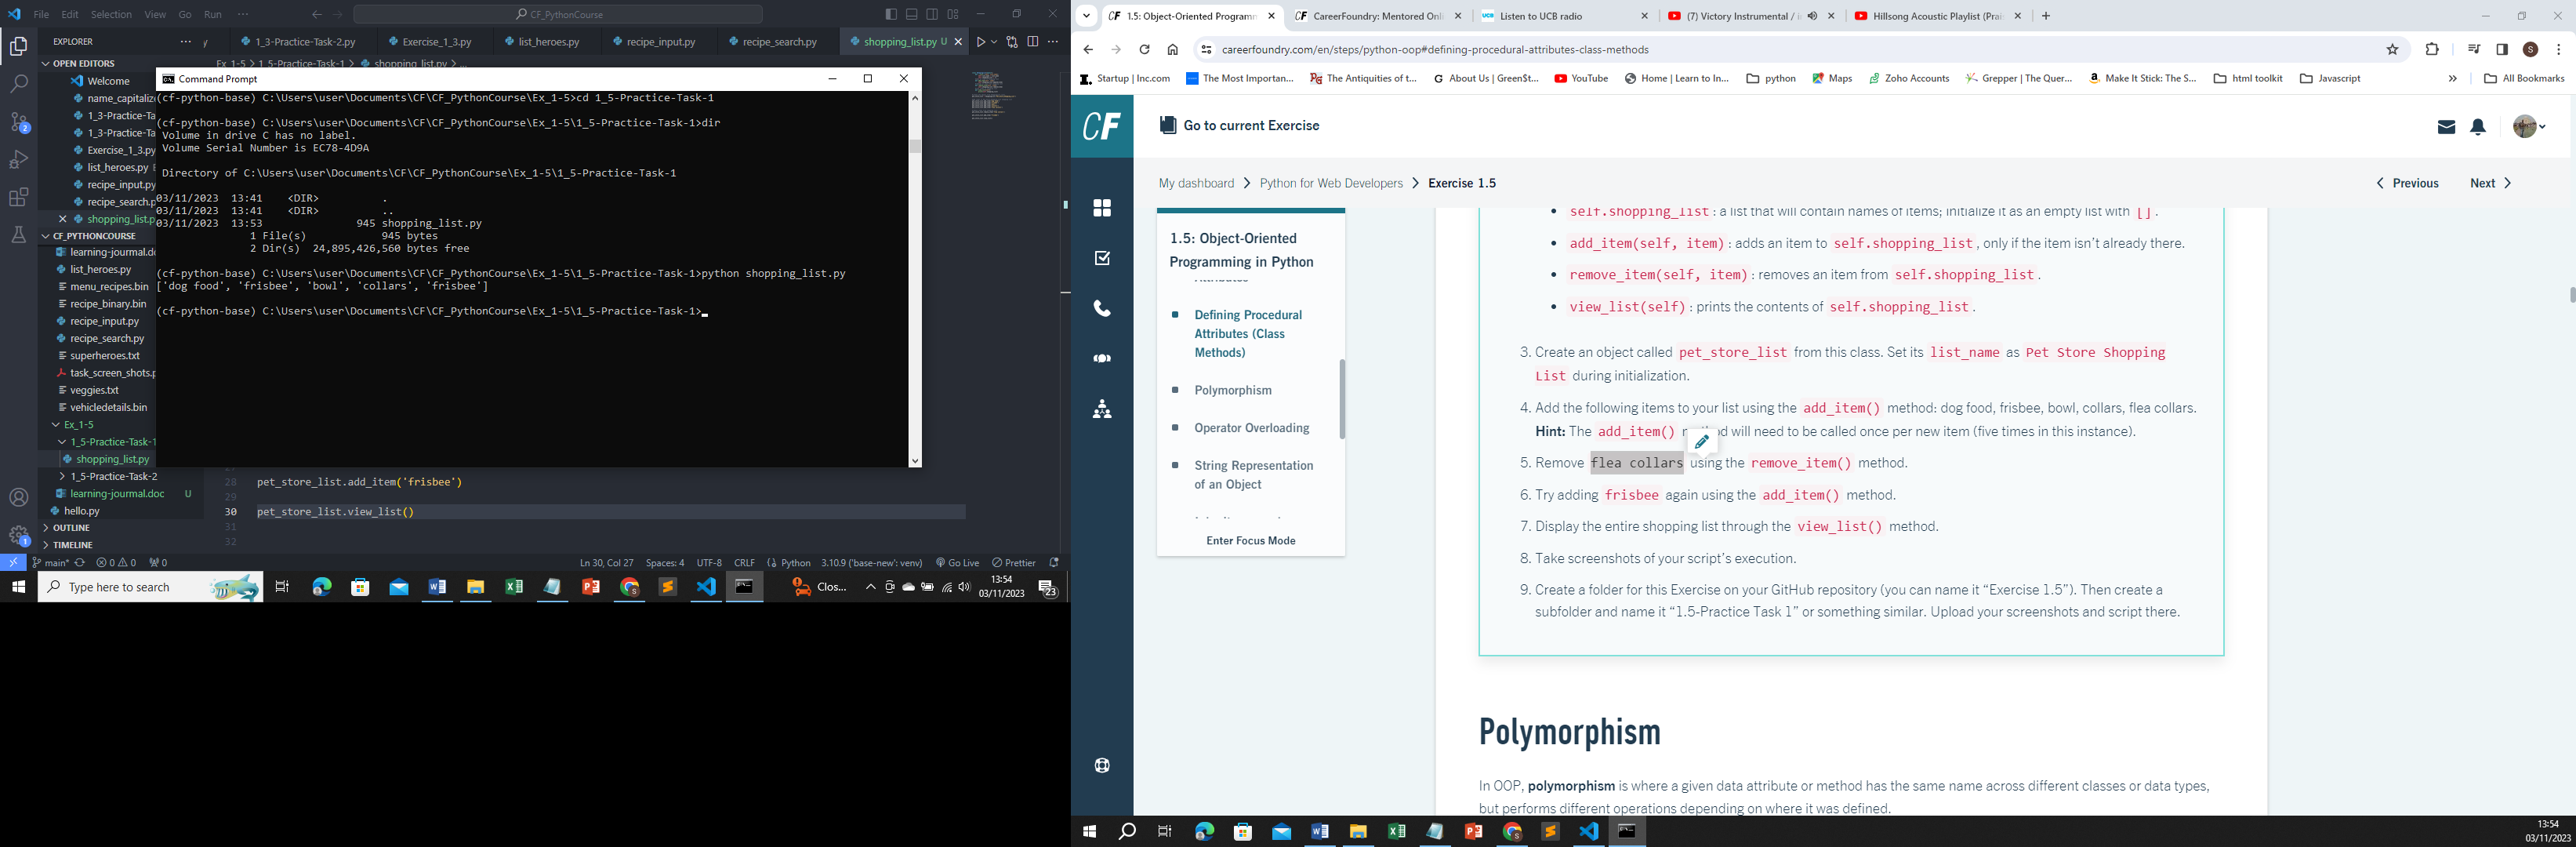 File Edit Selection View Go Run ···
CF_PythonCourse
EXPLORER
1_3-Practice-Task-2.py Exercise_1_3.py list_heroes.py recipe_input.py recipe_search.py shopping_list.py U
OPEN EDITORS
Ex_1-5 > 1_5-Practice-Task-1 > shopping_list.py > ...
Welcome
name_capitaliz
1_3-Practice-Ta
1_3-Practice-Ta
Exercise_1_3.py
list_heroes.py
recipe_input.py
recipe_search.p
shopping_list.p
CF_PYTHONCOURSE
learning-journal.do
list_heroes.py
menu_recipes.bin
recipe_binary.bin
recipe_input.py
recipe_search.py
superheroes.txt
task_screen_shots.p
veggies.txt
vehicledetails.bin
Ex_1-5
1_5-Practice-Task-1
shopping_list.py
1_5-Practice-Task-2
learning-journal.doc U
hello.py
OUTLINE
TIMELINE
Command Prompt
(cf-python-base) C:\Users\user\Documents\CF\CF_PythonCourse\Ex_1-5>cd 1_5-Practice-Task-1
(cf-python-base) C:\Users\user\Documents\CF\CF_PythonCourse\Ex_1-5\1_5-Practice-Task-1>dir
Volume in drive C has no label.
Volume Serial Number is EC78-4D9A
Directory of C:\Users\user\Documents\CF\CF_PythonCourse\Ex_1-5\1_5-Practice-Task-1
03/11/2023 13:41 <DIR> .
03/11/2023 13:41 <DIR> ..
03/11/2023 13:53 945 shopping_list.py
1 File(s) 945 bytes
2 Dir(s) 24,895,426,560 bytes free
(cf-python-base) C:\Users\user\Documents\CF\CF_PythonCourse\Ex_1-5\1_5-Practice-Task-1>python shopping_list.py
['dog food', 'frisbee', 'bowl', 'collars', 'frisbee']
(cf-python-base) C:\Users\user\Documents\CF\CF_PythonCourse\Ex_1-5\1_5-Practice-Task-1>
28 pet_store_list.add_item('frisbee')
29
30 pet_store_list.view_list()
31
32
main* 0 0 0 Ln 30, Col 27 Spaces: 4 UTF-8 CRLF Python 3.10.9 ('base-new': venv) Go Live Prettier
Type here to search
Clos... 13:54
03/11/2023 23
1.5: Object-Oriented Programm CareerFoundry: Mentored Onli Listen to UCB radio (7) Victory Instrumental / Hillsong Acoustic Playlist (Prai
careerfoundry.com/en/steps/python-oop#defining-procedural-attributes-class-methods
Startup | Inc.com The Most Importan... The Antiquities of t... About Us | Green$t... YouTube Home | Learn to In... python Maps Zoho Accounts Grepper | The Quer... Make It Stick: The S... html toolkit Javascript » All Bookmarks
CF Go to current Exercise
My dashboard > Python for Web Developers > Exercise 1.5
Previous Next
1.5: Object-Oriented
Programming in Python
Attributes
Defining Procedural
Attributes (Class
Methods)
Polymorphism
Operator Overloading
String Representation
of an Object
Enter Focus Mode
• self.shopping_list : a list that will contain names of items; initialize it as an empty list with [] .
• add_item(self, item) : adds an item to self.shopping_list , only if the item isn't already there.
• remove_item(self, item) : removes an item from self.shopping_list .
• view_list(self) : prints the contents of self.shopping_list .
3. Create an object called pet_store_list from this class. Set its list_name as Pet Store Shopping
List during initialization.
4. Add the following items to your list using the add_item() method: dog food, frisbee, bowl, collars, flea collars.
Hint: The add_item() method will need to be called once per new item (five times in this instance).
5. Remove flea collars using the remove_item() method.
6. Try adding frisbee again using the add_item() method.
7. Display the entire shopping list through the view_list() method.
8. Take screenshots of your script's execution.
9. Create a folder for this Exercise on your GitHub repository (you can name it “Exercise 1.5”). Then create a
subfolder and name it “1.5-Practice Task 1” or something similar. Upload your screenshots and script there.
Polymorphism
In OOP, polymorphism is where a given data attribute or method has the same name across different classes or data types,
but performs different operations depending on where it was defined.
13:54
03/11/2023